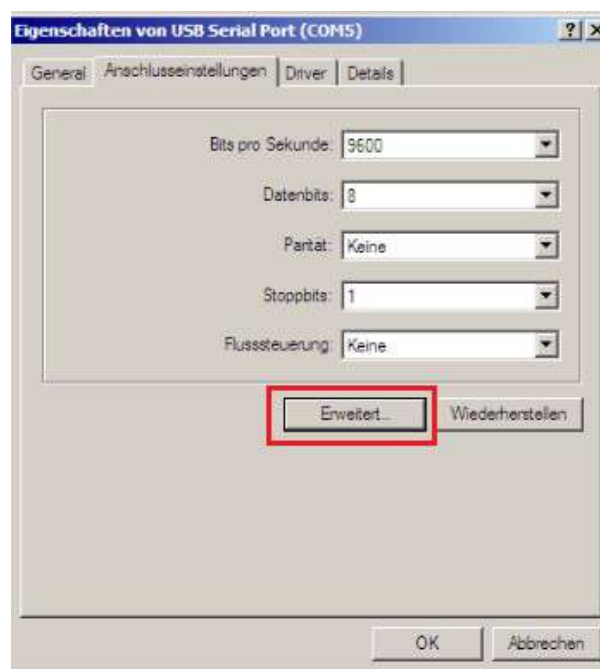 Eigenschaften von USB Serial Port (COM5)
General Anschlusseinstellungen Driver Details
Bits pro Sekunde: 9600
Datenbits: 8
Parität: Keine
Stoppbits: 1
Flusssteuerung: Keine
Erweitert... Wiederherstellen
OK Abbrechen